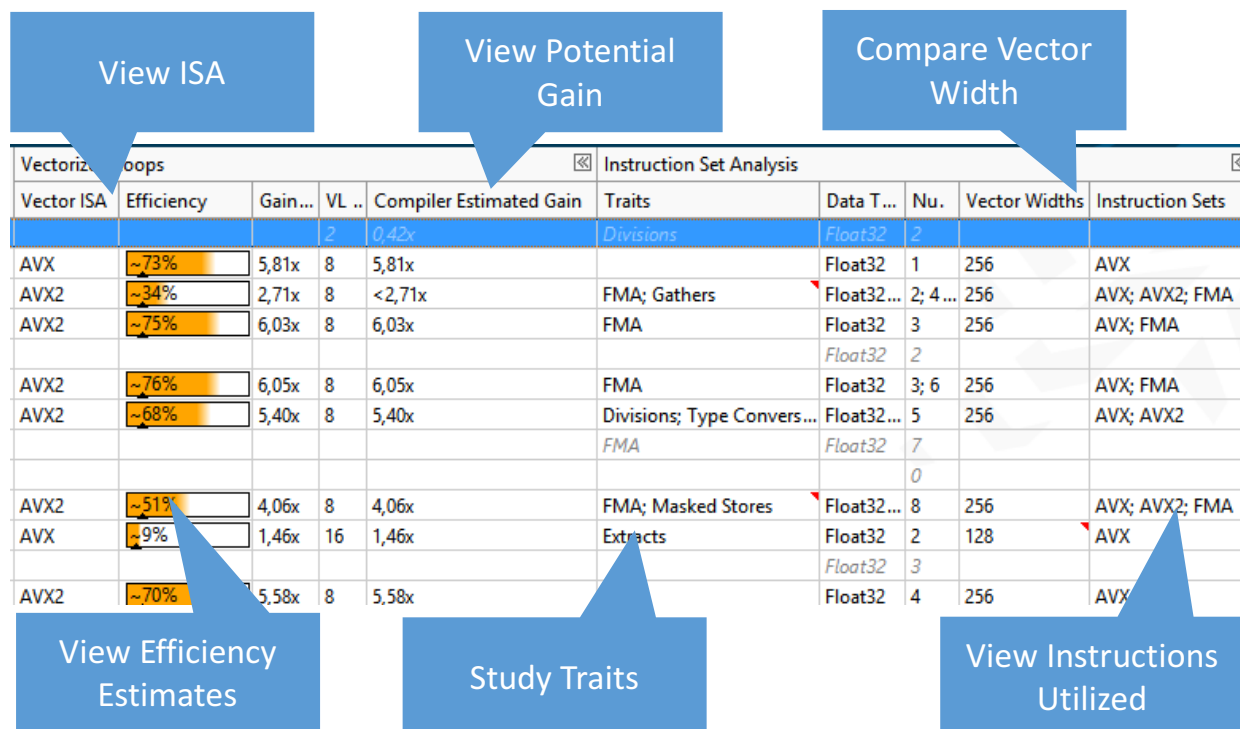 View ISA
View Potential
Gain
Compare Vector
Width
Vectoriz oops Instruction Set Analysis
Vector ISA Efficiency Gain... VL .. Compiler Estimated Gain Traits Data T... Nu. Vector Widths Instruction Sets
2 0,42x Divisions Float32 2
AVX ~73% 5,81x 8 5,81x Float32 1 256 AVX
AVX2 ~34% 2,71x 8 <2,71x FMA; Gathers Float32... 2; 4 ... 256 AVX; AVX2; FMA
AVX2 ~75% 6,03x 8 6,03x FMA Float32 3 256 AVX; FMA
Float32 2
AVX2 ~76% 6,05x 8 6,05x FMA Float32 3; 6 256 AVX; FMA
AVX2 ~68% 5,40x 8 5,40x Divisions; Type Convers... Float32... 5 256 AVX; AVX2
FMA Float32 7
0
AVX2 ~51% 4,06x 8 4,06x FMA; Masked Stores Float32... 8 256 AVX; AVX2; FMA
AVX ~9% 1,46x 16 1,46x Extracts Float32 2 128 AVX
Float32 3
AVX2 ~70% 5,58x 8 5,58x Float32 4 256 AVX
View Efficiency
Estimates
Study Traits
View Instructions
Utilized